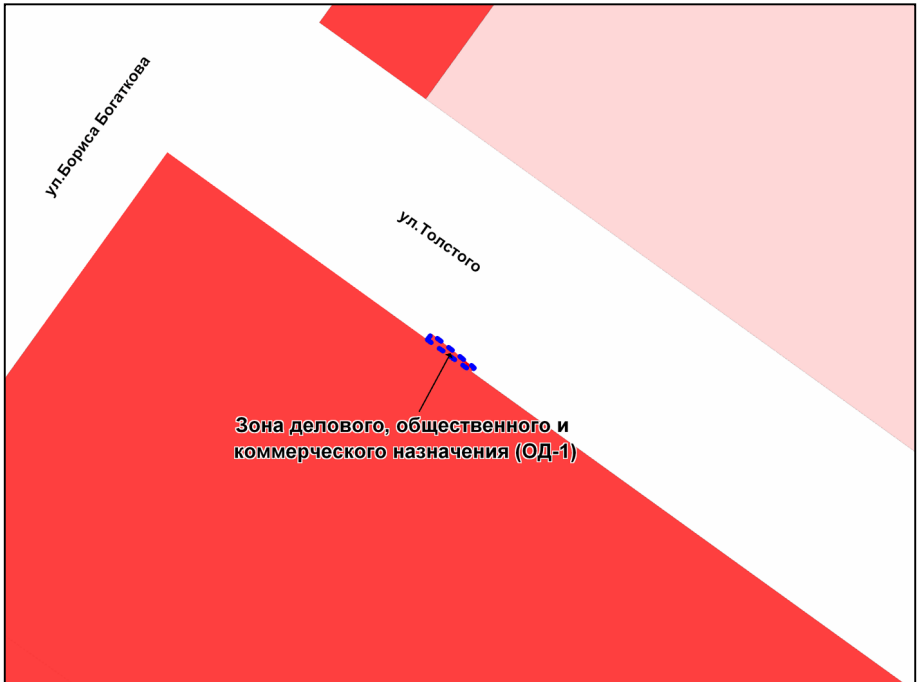 ул.Бориса Богаткова
ул.Толстого
Зона делового, общественного и
коммерческого назначения (ОД-1)